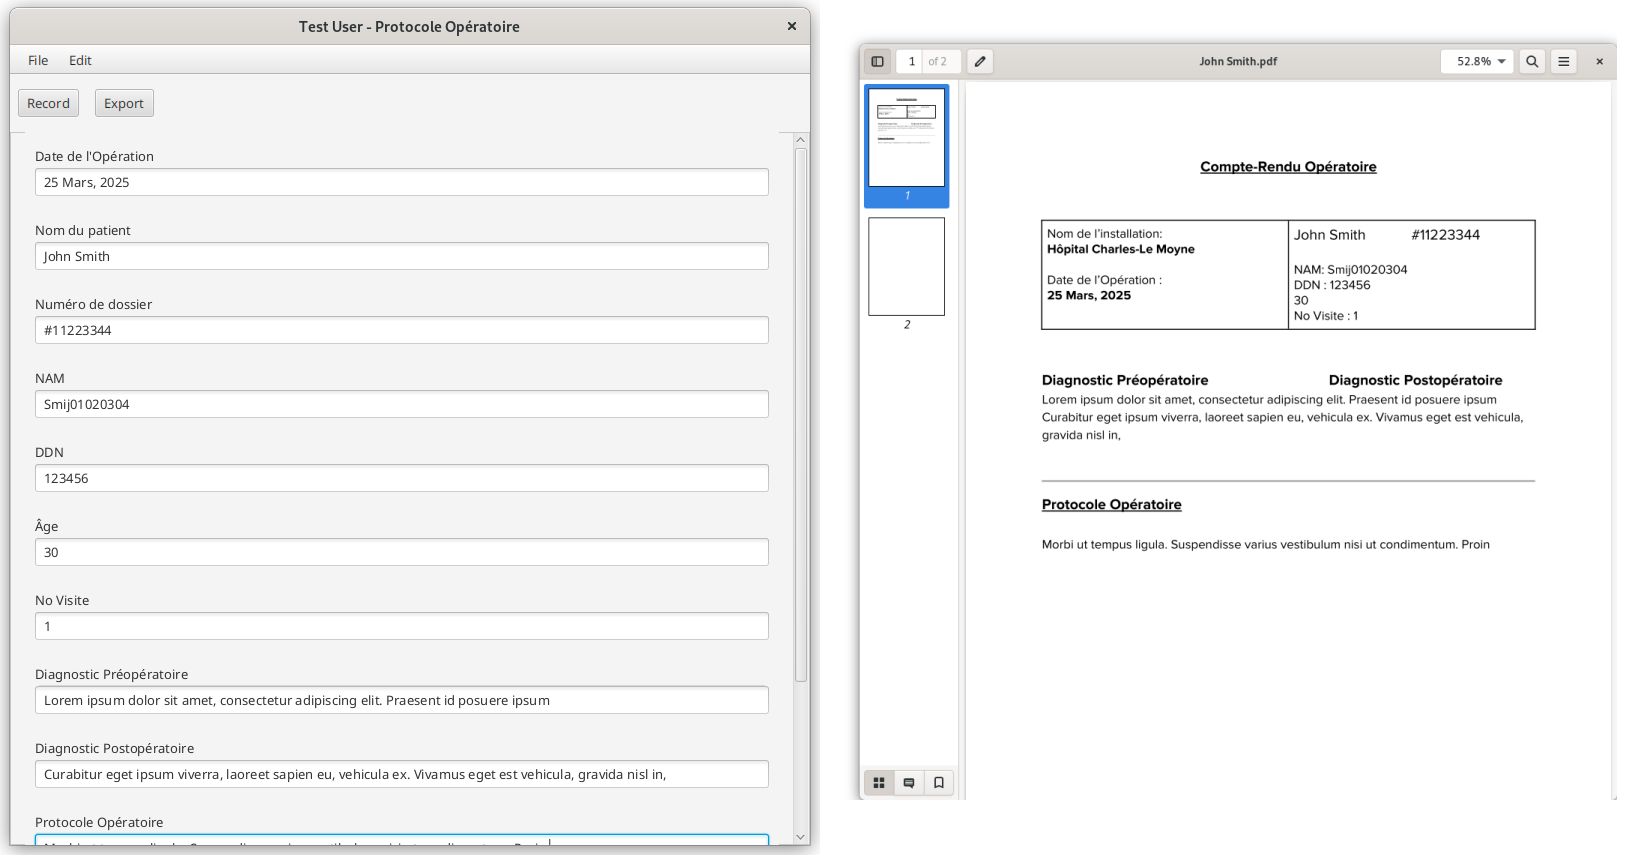 Test User - Protocole Opératoire
File Edit
Record Export
Date de l'Opération
25 Mars, 2025
Nom du patient
John Smith
Numéro de dossier
#11223344
NAM
Smij01020304
DDN
123456
Âge
30
No Visite
1
Diagnostic Préopératoire
Lorem ipsum dolor sit amet, consectetur adipiscing elit. Praesent id posuere ipsum
Diagnostic Postopératoire
Curabitur eget ipsum viverra, laoreet sapien eu, vehicula ex. Vivamus eget est vehicula, gravida nisl in,
Protocole Opératoire
1 of 2
John Smith.pdf
52.8%
1
2
Compte-Rendu Opératoire
Nom de l'installation:
Hôpital Charles-Le Moyne
Date de l'Opération :
25 Mars, 2025
John Smith #11223344
NAM: Smij01020304
DDN : 123456
30
No Visite : 1
Diagnostic Préopératoire Diagnostic Postopératoire
Lorem ipsum dolor sit amet, consectetur adipiscing elit. Praesent id posuere ipsum
Curabitur eget ipsum viverra, laoreet sapien eu, vehicula ex. Vivamus eget est vehicula,
gravida nisl in,
Protocole Opératoire
Morbi ut tempus ligula. Suspendisse varius vestibulum nisi ut condimentum. Proin